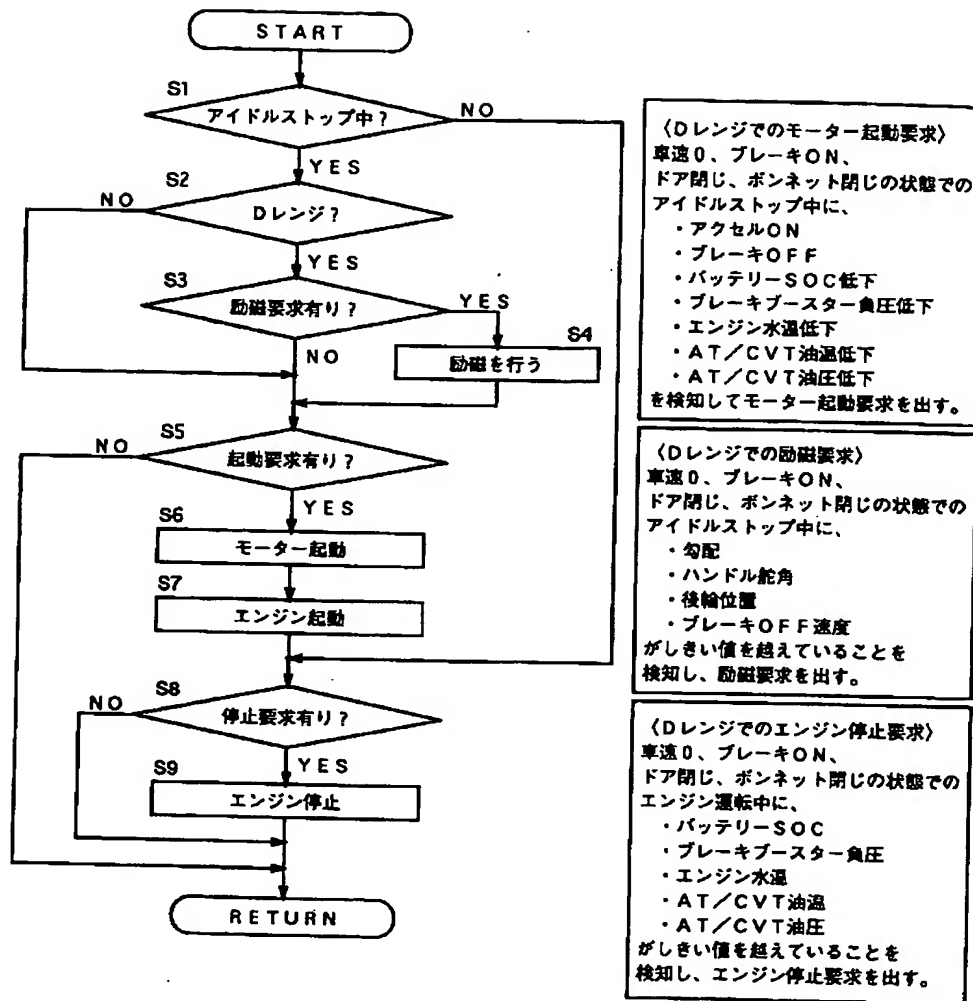 START
S1
アイドルストップ中？
NO
YES
S2
NO
Dレンジ？
YES
S3
励磁要求有り？
YES
NO
S4
励磁を行う
S5
NO
起動要求有り？
YES
S6
モーター起動
S7
エンジン起動
S8
NO
停止要求有り？
YES
S9
エンジン停止
RETURN
〈Dレンジでのモーター起動要求〉
車速0、ブレーキON、
ドア閉じ、ボンネット閉じの状態での
アイドルストップ中に、
・アクセルON
・ブレーキOFF
・バッテリーSOC低下
・ブレーキブースター負圧低下
・エンジン水温低下
・AT／CVT油温低下
・AT／CVT油圧低下
を検知してモーター起動要求を出す。
〈Dレンジでの励磁要求〉
車速0、ブレーキON、
ドア閉じ、ボンネット閉じの状態での
アイドルストップ中に、
・勾配
・ハンドル舵角
・後輪位置
・ブレーキOFF速度
がしきい値を越えていることを
検知し、励磁要求を出す。
〈Dレンジでのエンジン停止要求〉
車速0、ブレーキON、
ドア閉じ、ボンネット閉じの状態での
エンジン運転中に、
・バッテリーSOC
・ブレーキブースター負圧
・エンジン水温
・AT／CVT油温
・AT／CVT油圧
がしきい値を越えていることを
検知し、エンジン停止要求を出す。